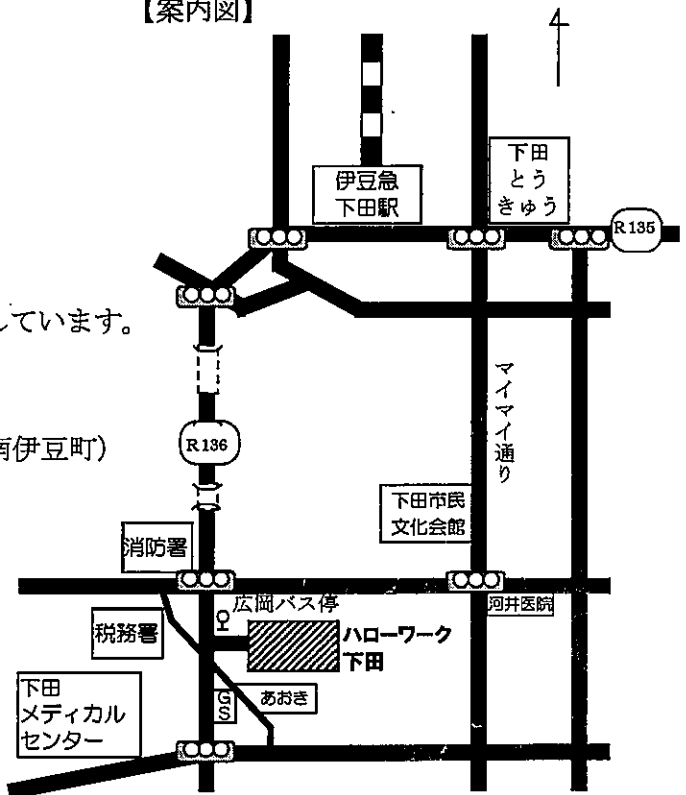 【案内図】
伊豆急
下田駅
下田
とう
きゅう
R135
しています。
マイマイ通り
南伊豆町)
R136
下田市民
文化会館
消防署
広岡バス停
河井医院
税務署
ハローワーク
下田
下田
メディカル
センター
GS
あおき